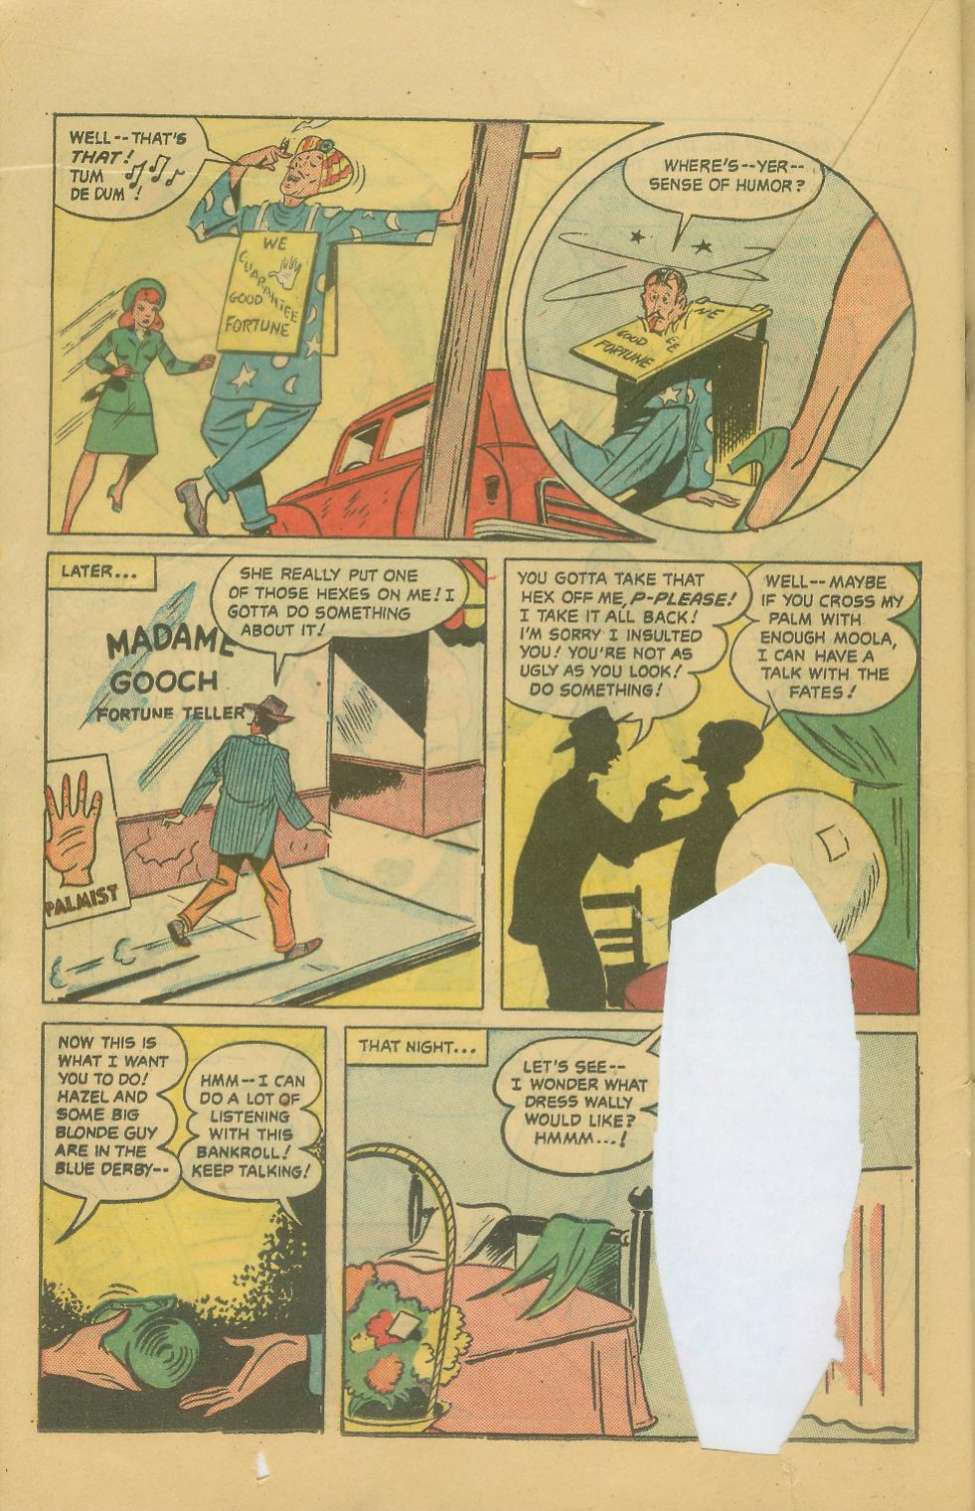 WELL--THAT'S
THAT!
TUM
DE DUM!
WE
GUARANTEE
GOOD
FORTUNE
WHERE'S--YER--
SENSE OF HUMOR?
NE
GOOD
EE
FORTUNE
LATER...
SHE REALLY PUT ONE
OF THOSE HEXES ON ME! I
GOTTA DO SOMETHING
ABOUT IT!
MADAME
GOOCH
FORTUNE TELLER
PALMIST
YOU GOTTA TAKE THAT
HEX OFF ME, P-PLEASE!
I TAKE IT ALL BACK!
I'M SORRY I INSULTED
YOU! YOU'RE NOT AS
UGLY AS YOU LOOK!
DO SOMETHING!
WELL--MAYBE
IF YOU CROSS MY
PALM WITH
ENOUGH MOOLA,
I CAN HAVE A
TALK WITH THE
FATES!
NOW THIS IS
WHAT I WANT
YOU TO DO!
HAZEL AND
SOME BIG
BLONDE GUY
ARE IN THE
BLUE DERBY--
HMM--I CAN
DO A LOT OF
LISTENING
WITH THIS
BANKROLL!
KEEP TALKING!
THAT NIGHT...
LET'S SEE--
I WONDER WHAT
DRESS WALLY
WOULD LIKE?
HMMM...!